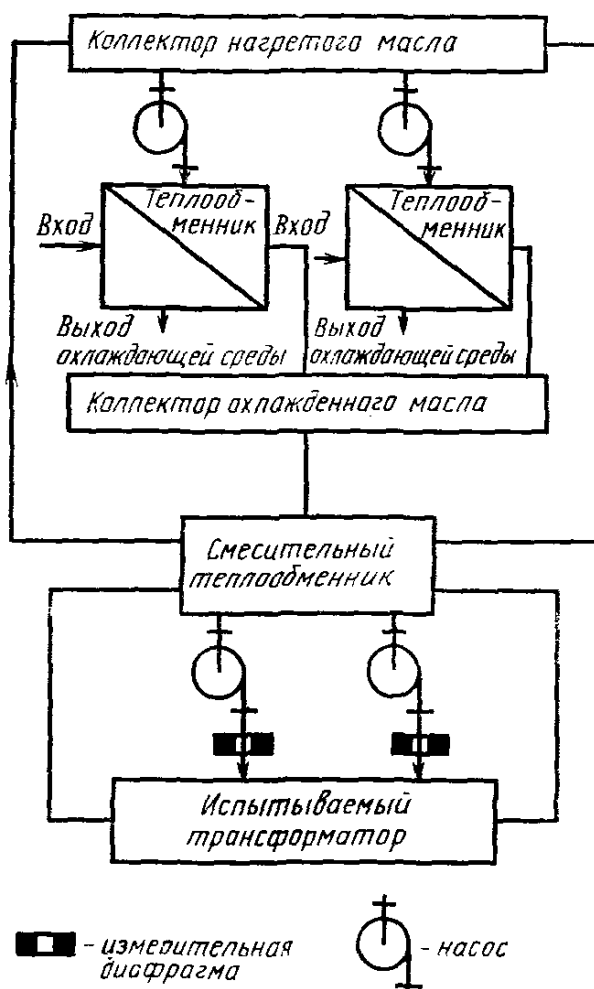 Коллектор нагретого масла
Теплооб-
менник
Вход
Теплооб-
менник
Вход
Выход
охлаждающей среды
Выход
охлаждающей среды
Коллектор охлажденного масла
Смесительный
теплообменник
Испытываемый
трансформатор
- измерительная
диафрагма
- насос